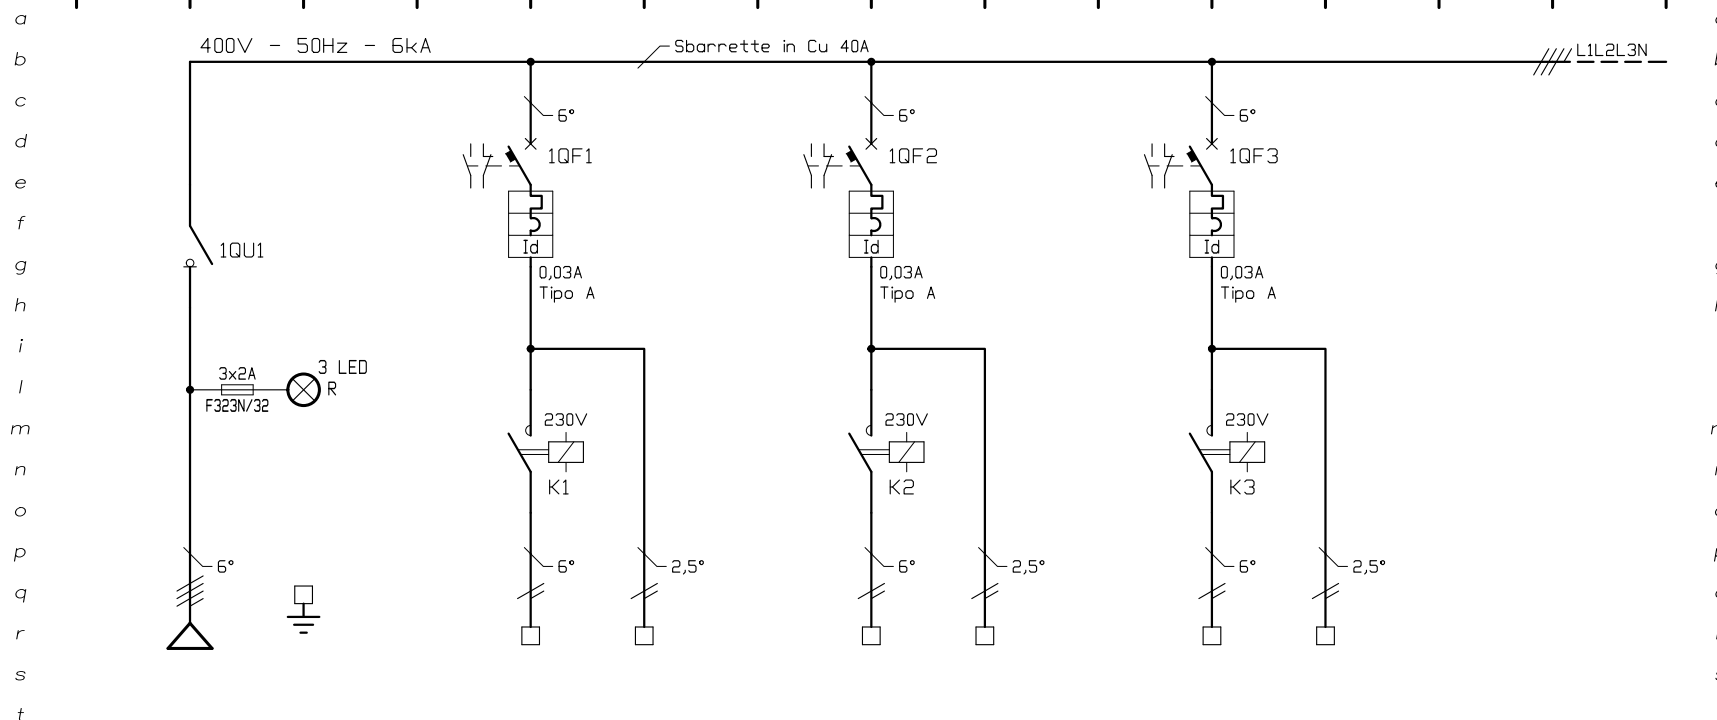 a
400V - 50Hz - 6kA
Sbarrette in Cu 40A
L1L2L3N
b
c
6° 6° 6°
d
1QF1 1QF2 1QF3
e
f
1QU1
Id Id Id
g
0,03A 0,03A 0,03A
Tipo A Tipo A Tipo A
h
i
3x2A
3 LED
R
l
F323N/32
230V 230V 230V
m
n
K1 K2 K3
o
p
6° 6° 2,5° 6° 2,5° 6° 2,5°
q
r
s
t